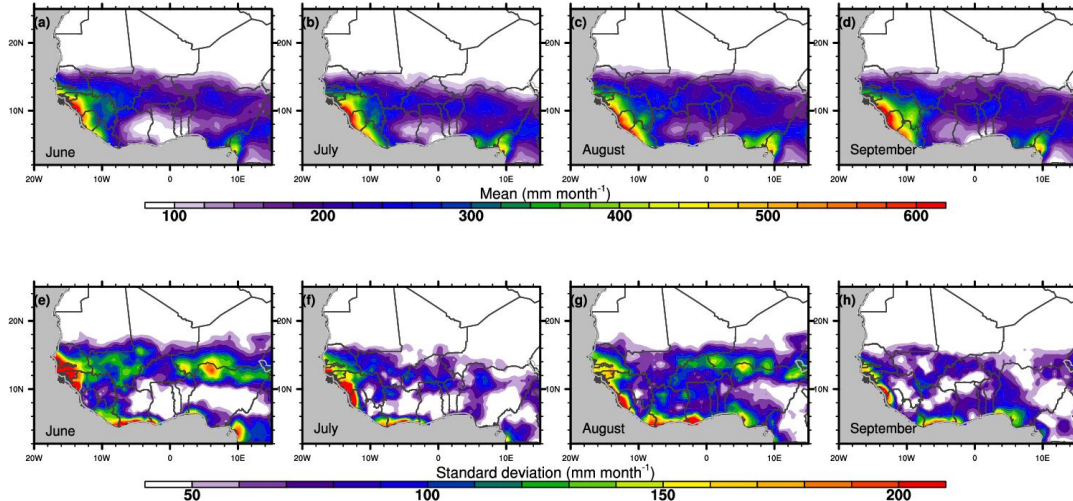 (a) (b) (c) (d)
20N 20N 20N 20N
10N 10N 10N 10N
June July August September
20W 10W 0 10E 20W 10W 0 10E 20W 10W 0 10E 20W 10W 0 10E
Mean (mm month-1)
100 200 300 400 500 600
(e) (f) (g) (h)
20N 20N 20N 20N
10N 10N 10N 10N
June July August September
20W 10W 0 10E 20W 10W 0 10E 20W 10W 0 10E 20W 10W 0 10E
Standard deviation (mm month-1)
50 100 150 200